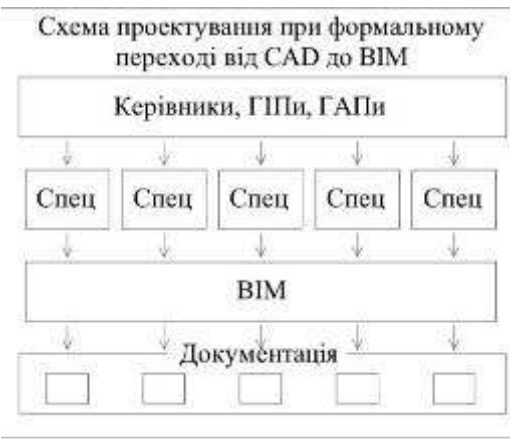 Схема проектування при формальному
переході від CAD до BIM
Керівники, ГІПи, ГАПи
Спец Спец Спец Спец Спец
BIM
Документація